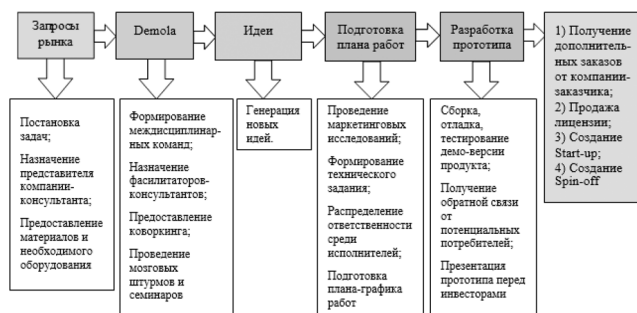 Запросы
рынка
Demola
Идеи
Подготовка
плана работ
Разработка
прототипа
1) Получение
дополнитель-
ных заказов
от компании-
заказчика;
2) Продажа
лицензии;
3) Создание
Start-up;
4) Создание
Spin-off
Постановка
задач;
Назначение
представителя
компании-
консультанта;
Предоставление
материалов и
необходимого
оборудования
Формирование
междисциплинар-
ных команд;
Назначение
фасилитаторов-
консультантов;
Предоставление
коворкинга;
Проведение
мозговых
штурмов и
семинаров
Генерация
новых
идей.
Проведение
маркетинговых
исследований;
Формирование
технического
задания;
Распределение
ответственности
среди
исполнителей;
Подготовка
плана-графика
работ
Сборка,
отладка,
тестирование
демо-версии
продукта;
Получение
обратной связи
от
потенциальных
потребителей;
Презентация
прототипа перед
инвесторами